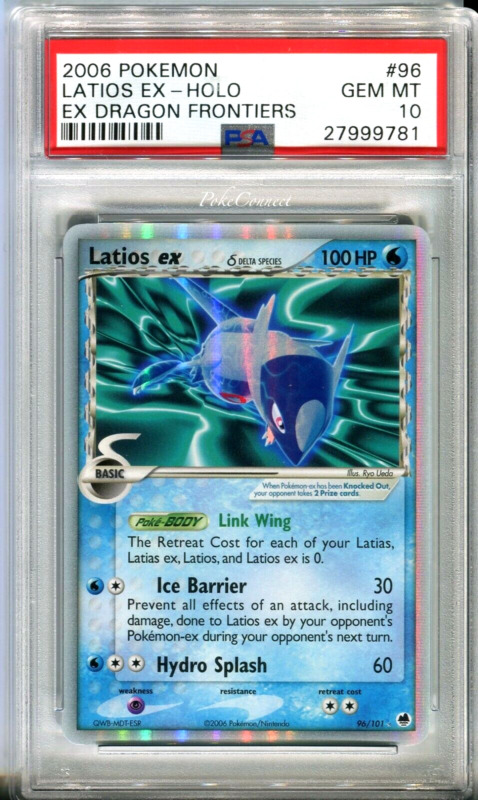 2006 POKEMON #96
LATIOS EX – HOLO GEM MT
EX DRAGON FRONTIERS 10
PSA 27999781
PokeConnect
Latios ex δ DELTA SPECIES 100 HP
δ
BASIC
Illus. Ryo Ueda
When Pokémon-ex has been Knocked Out,
your opponent takes 2 Prize cards.
Poké-BODY Link Wing
The Retreat Cost for each of your Latias,
Latias ex, Latios, and Latios ex is 0.
Ice Barrier 30
Prevent all effects of an attack, including
damage, done to Latios ex by your opponent's
Pokémon-ex during your opponent's next turn.
Hydro Splash 60
weakness resistance retreat cost
QWB-MDT-ESR ©2006 Pokémon/Nintendo 96/101